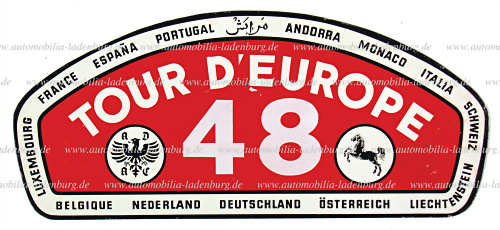 LUXEMBOURG FRANCE ESPAÑA PORTUGAL مراكش ANDORRA MONACO ITALIA SCHWEIZ LIECHTENSTEIN
TOUR D'EUROPE
48
ADAC
BELGIQUE NEDERLAND DEUTSCHLAND ÖSTERREICH
www.automobilia-ladenburg.de